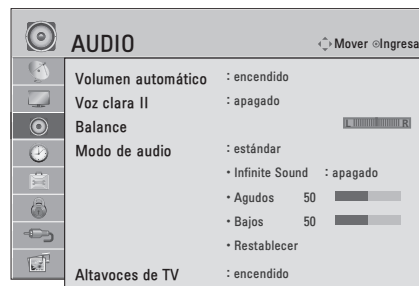 AUDIO
Mover Ingresa
Volumen automático : encendido
Voz clara II : apagado
Balance L R
Modo de audio : estándar
• Infinite Sound : apagado
• Agudos 50
• Bajos 50
• Restablecer
Altavoces de TV : encendido